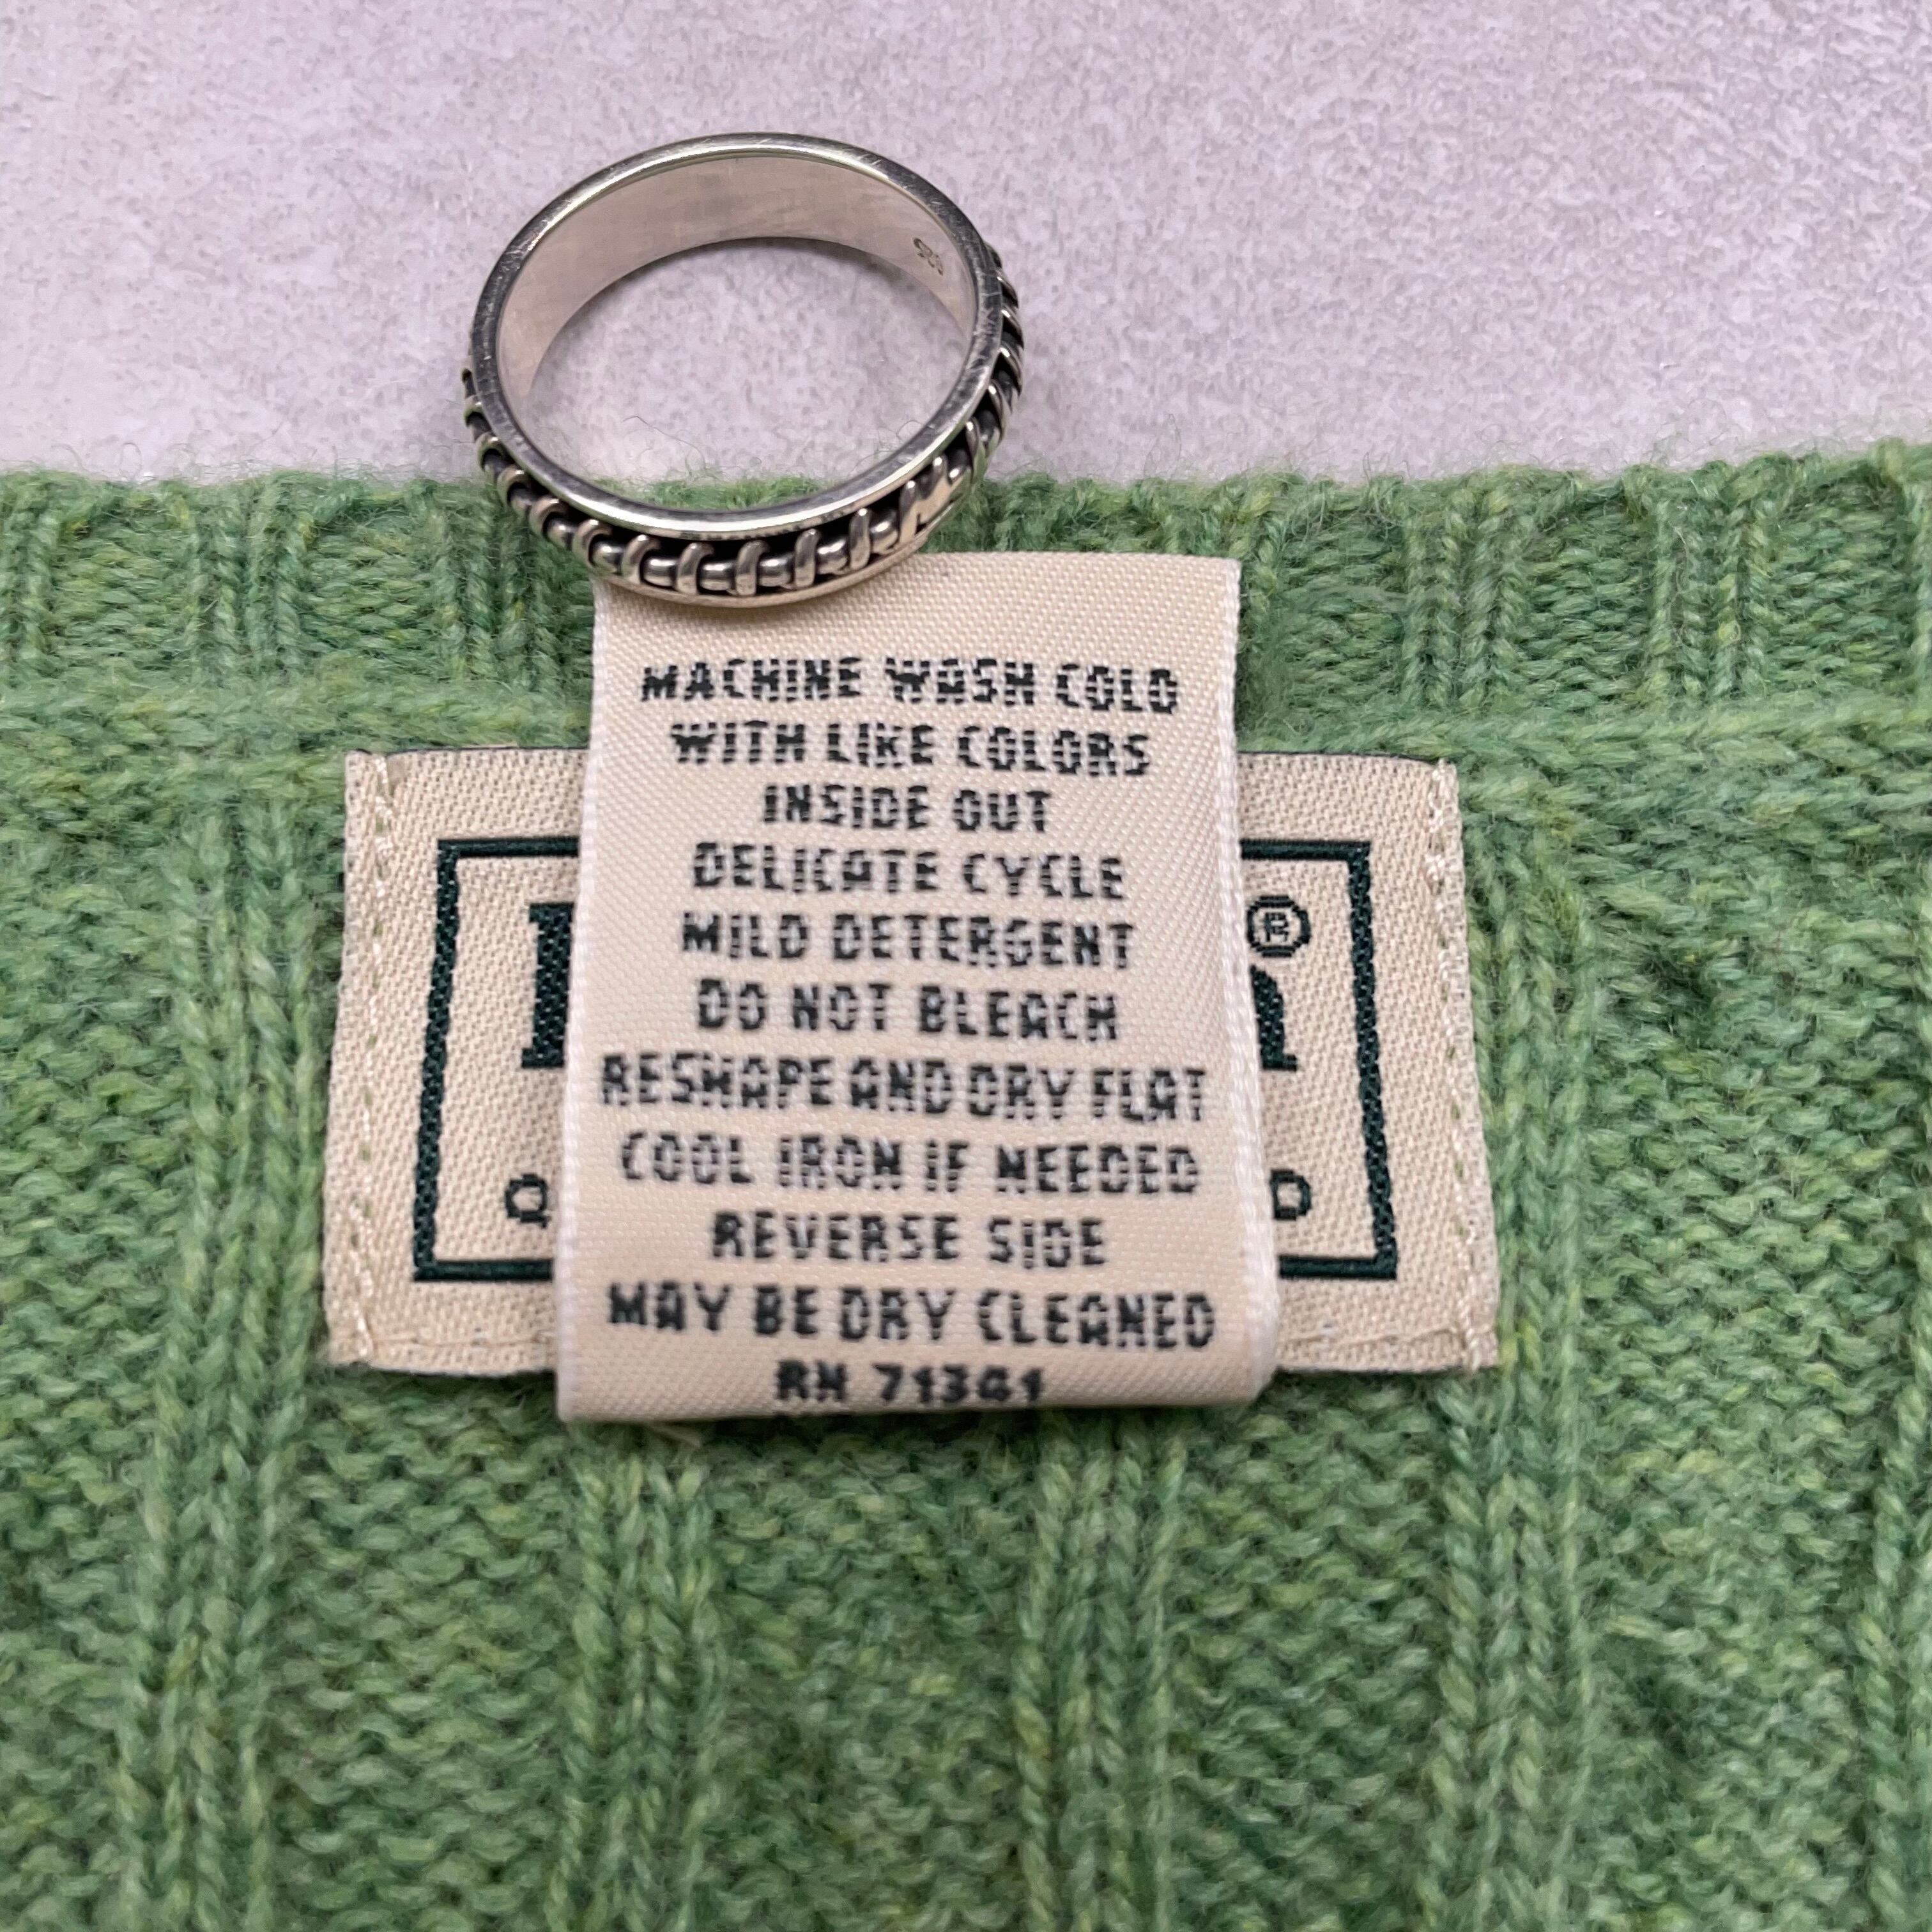 925
MACHINE WASH COLD
WITH LIKE COLORS
INSIDE OUT
DELICATE CYCLE
MILD DETERGENT
DO NOT BLEACH
RESHAPE AND DRY FLAT
COOL IRON IF NEEDED
REVERSE SIDE
MAY BE DRY CLEANED
RN 71341
®